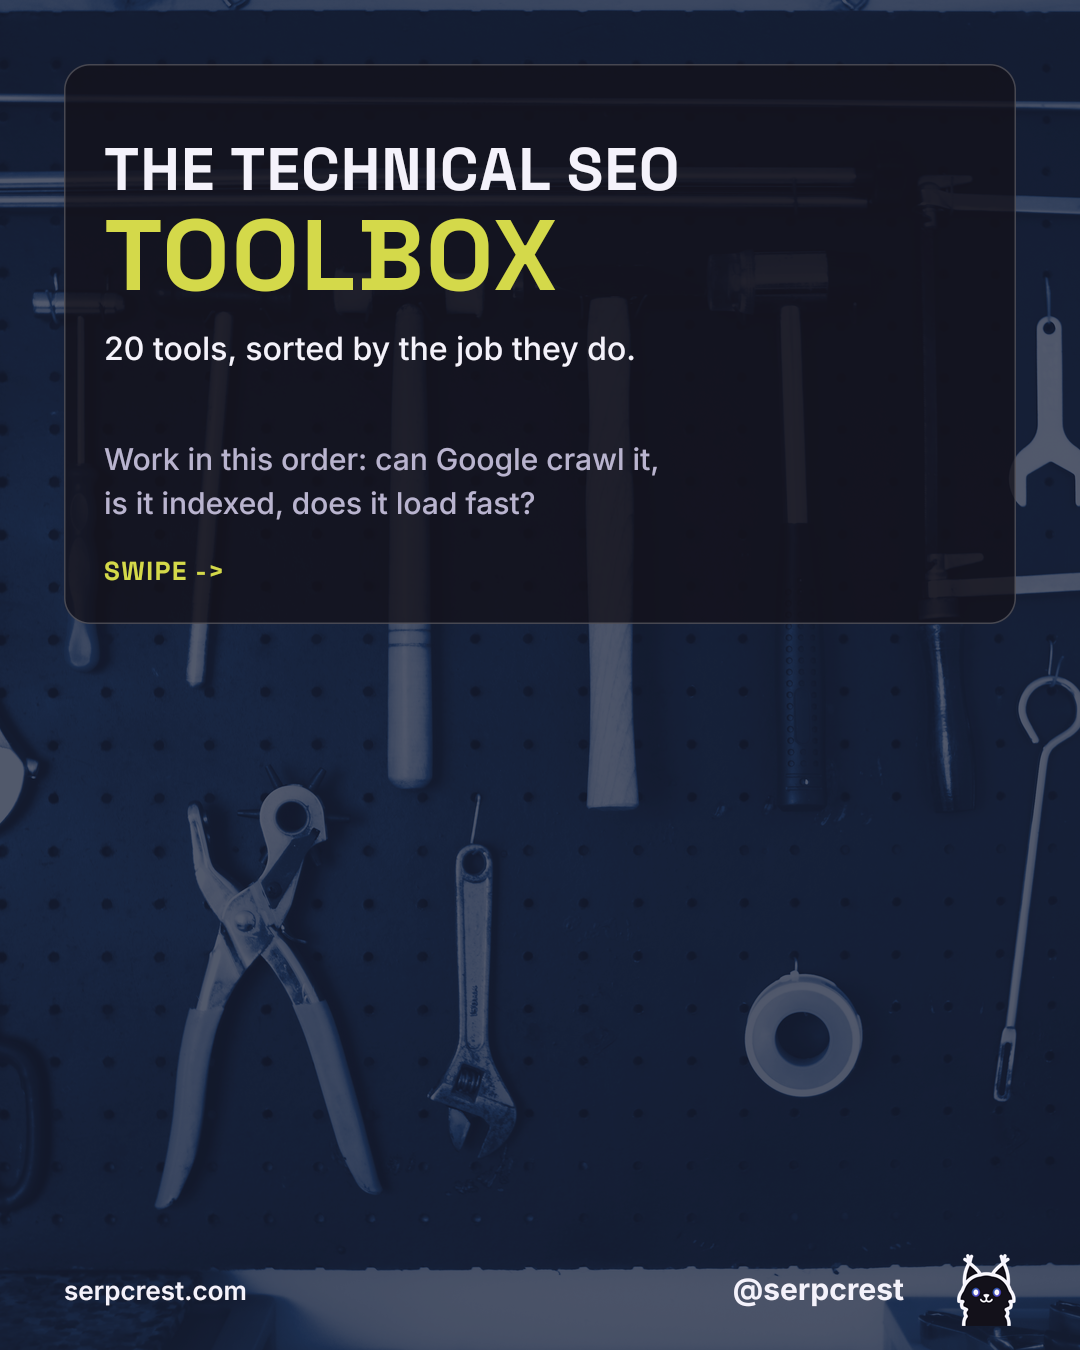 THE TECHNICAL SEO
TOOLBOX
20 tools, sorted by the job they do.
Work in this order: can Google crawl it,
is it indexed, does it load fast?
SWIPE ->
serpcrest.com
@serpcrest